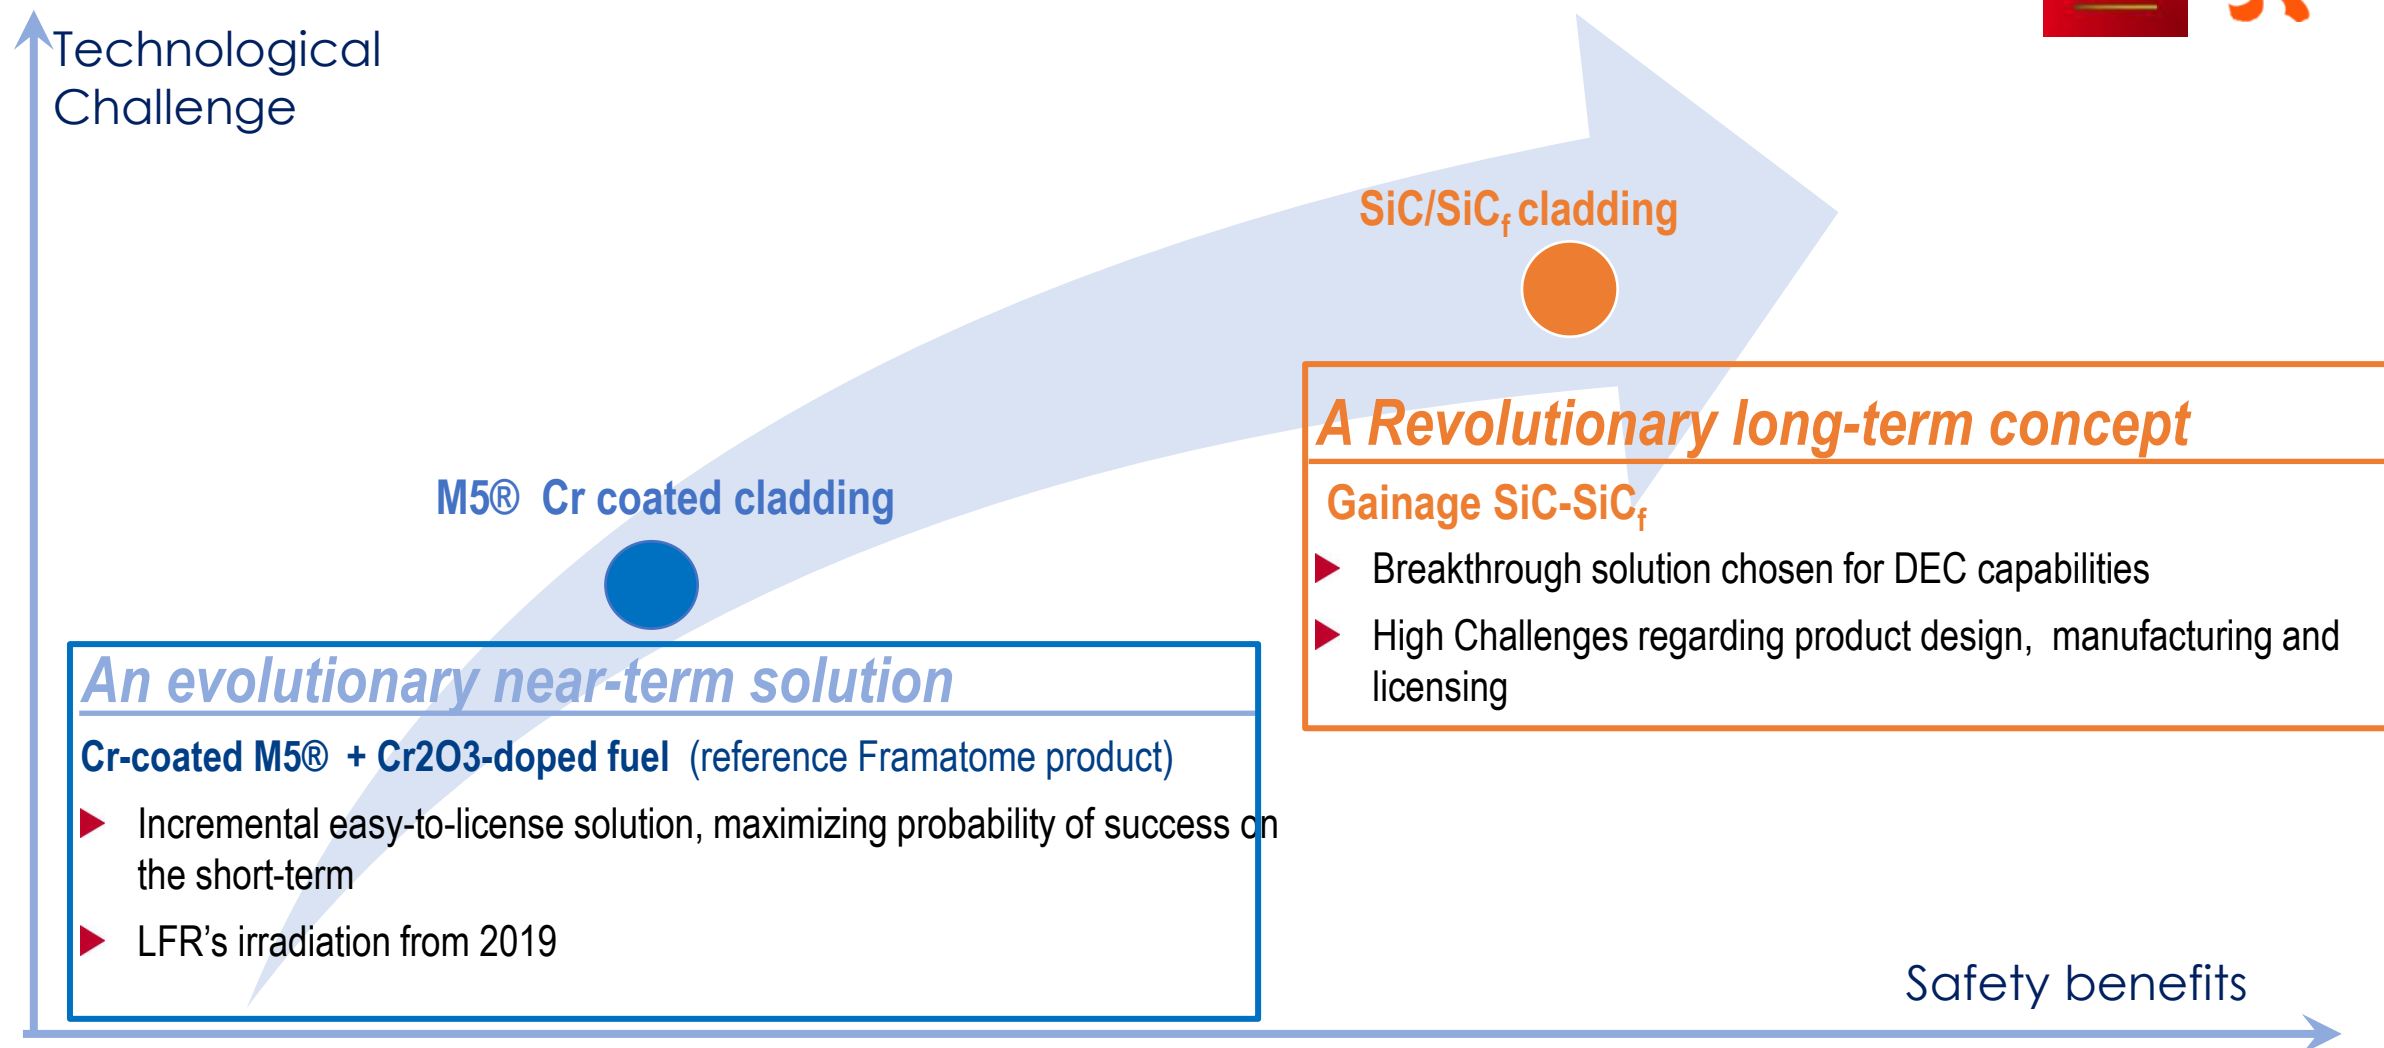 Technological
Challenge
SiC/SiCf cladding
M5® Cr coated cladding
A Revolutionary long-term concept
Gainage SiC-SiCf
Breakthrough solution chosen for DEC capabilities
High Challenges regarding product design, manufacturing and
licensing
An evolutionary near-term solution
Cr-coated M5® + Cr2O3-doped fuel (reference Framatome product)
Incremental easy-to-license solution, maximizing probability of success on
the short-term
LFR’s irradiation from 2019
Safety benefits